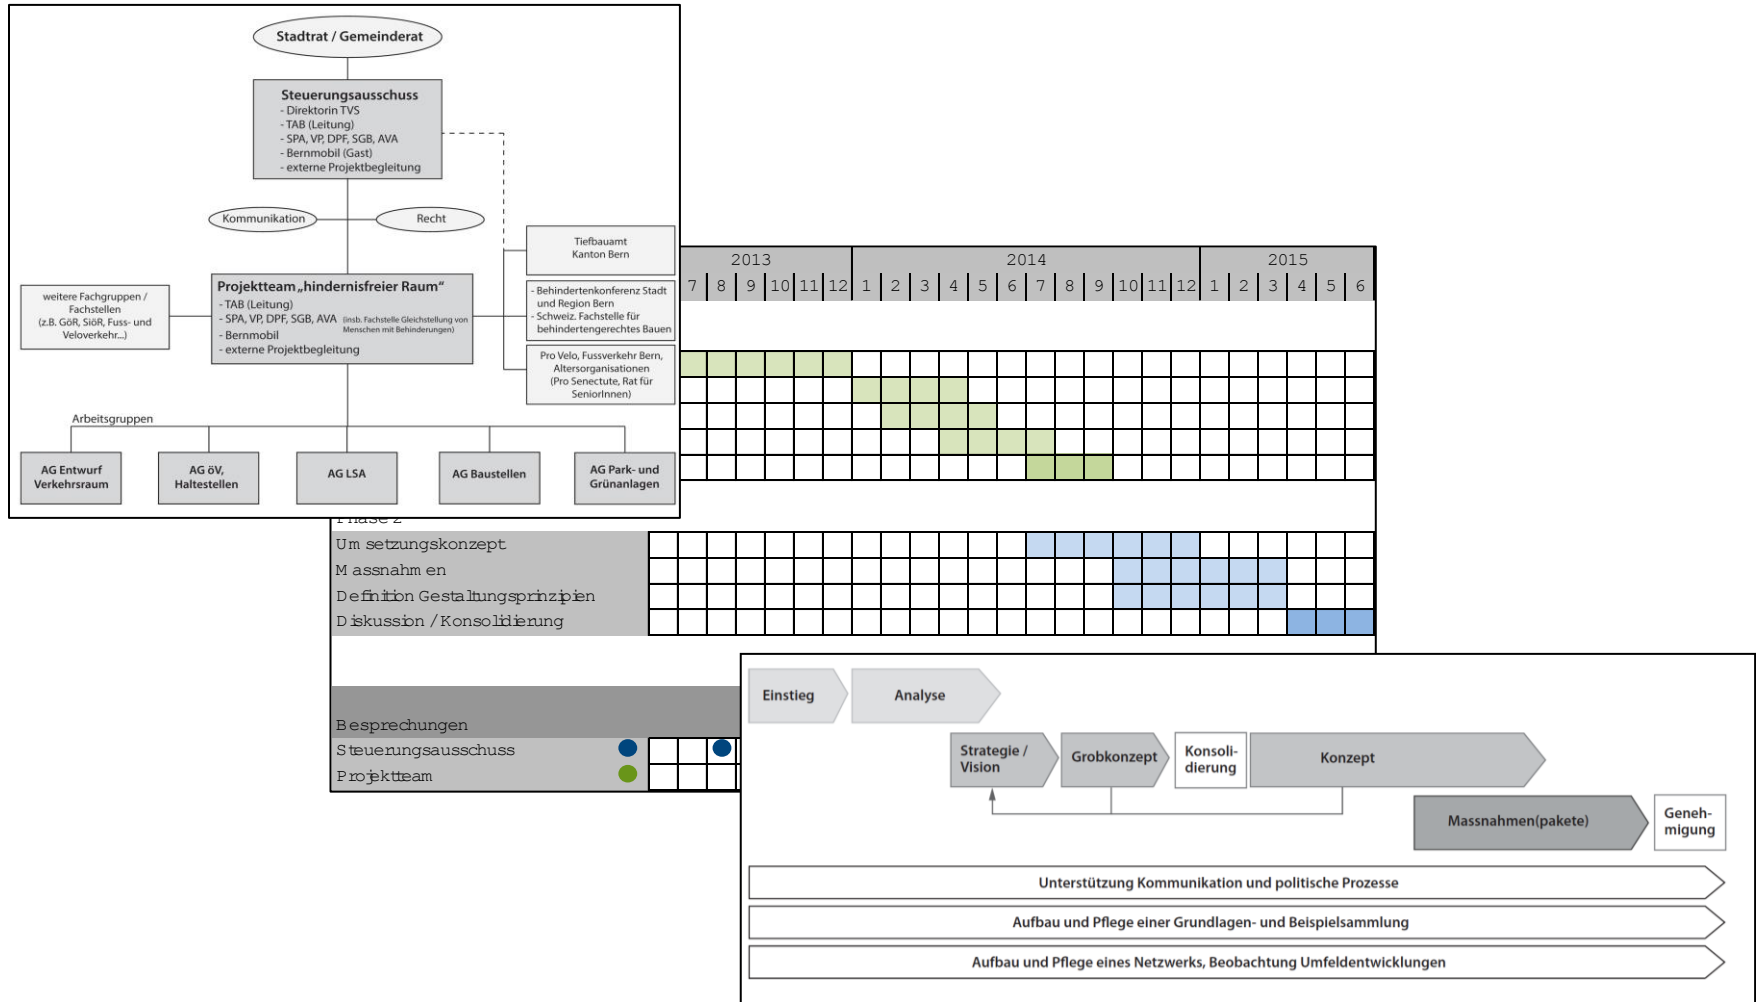 Stadtrat / Gemeinderat
Steuerungsausschuss
- Direktorin TVS
- TAB (Leitung)
- SPA, VP, DPF, SGB, AVA
- Bernmobil (Gast)
- externe Projektbegleitung
Kommunikation
Recht
Tiefbauamt
Kanton Bern
- Behindertenkonferenz Stadt
und Region Bern
- Schweiz. Fachstelle für
behindertengerechtes Bauen
Pro Velo, Fussverkehr Bern,
Altersorganisationen
(Pro Senectute, Rat für
SeniorInnen)
weitere Fachgruppen /
Fachstellen
(z.B. GöR, SiöR, Fuss- und
Veloverkehr...)
Projektteam „hindernisfreier Raum“
- TAB (Leitung)
- SPA, VP, DPF, SGB, AVA (insb. Fachstelle Gleichstellung von
Menschen mit Behinderungen)
- Bernmobil
- externe Projektbegleitung
Arbeitsgruppen
AG Entwurf
Verkehrsraum
AG öV,
Haltestellen
AG LSA
AG Baustellen
AG Park- und
Grünanlagen
2013 2014 2015
7 8 9 10 11 12 1 2 3 4 5 6 7 8 9 10 11 12 1 2 3 4 5 6
Phase 2
Umsetzungskonzept
Massnahmen
Definition Gestaltungsprinzipien
Diskussion / Konsolidierung
Besprechungen
Steuerungsausschuss
Projektteam
Einstieg
Analyse
Strategie /
Vision
Grobkonzept
Konsoli-
dierung
Konzept
Massnahmen(pakete)
Geneh-
migung
Unterstützung Kommunikation und politische Prozesse
Aufbau und Pflege einer Grundlagen- und Beispielsammlung
Aufbau und Pflege eines Netzwerks, Beobachtung Umfeldentwicklungen